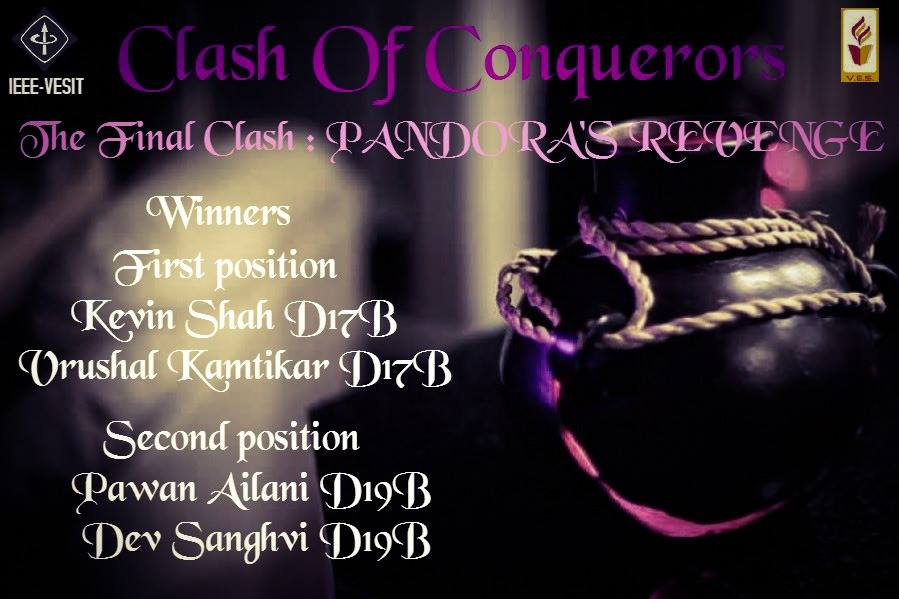 IEEE-VESIT
Clash Of Conquerors
V.E.S.
The Final Clash : PANDORA'S REVENGE
Winners
First position
Kevin Shah D17B
Vrushal Kamtikar D17B
Second position
Pawan Ailani D19B
Dev Sanghvi D19B